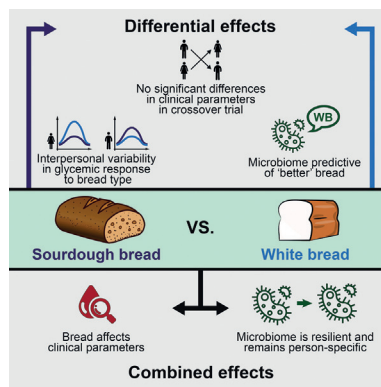 Differential effects
No significant differences
in clinical parameters
in crossover trial
WB
Interpersonal variability
in glycemic response
to bread type
Microbiome predictive
of ‘better’ bread
VS.
Sourdough bread
White bread
Bread affects
clinical parameters
Microbiome is resilient and
remains person-specific
Combined effects